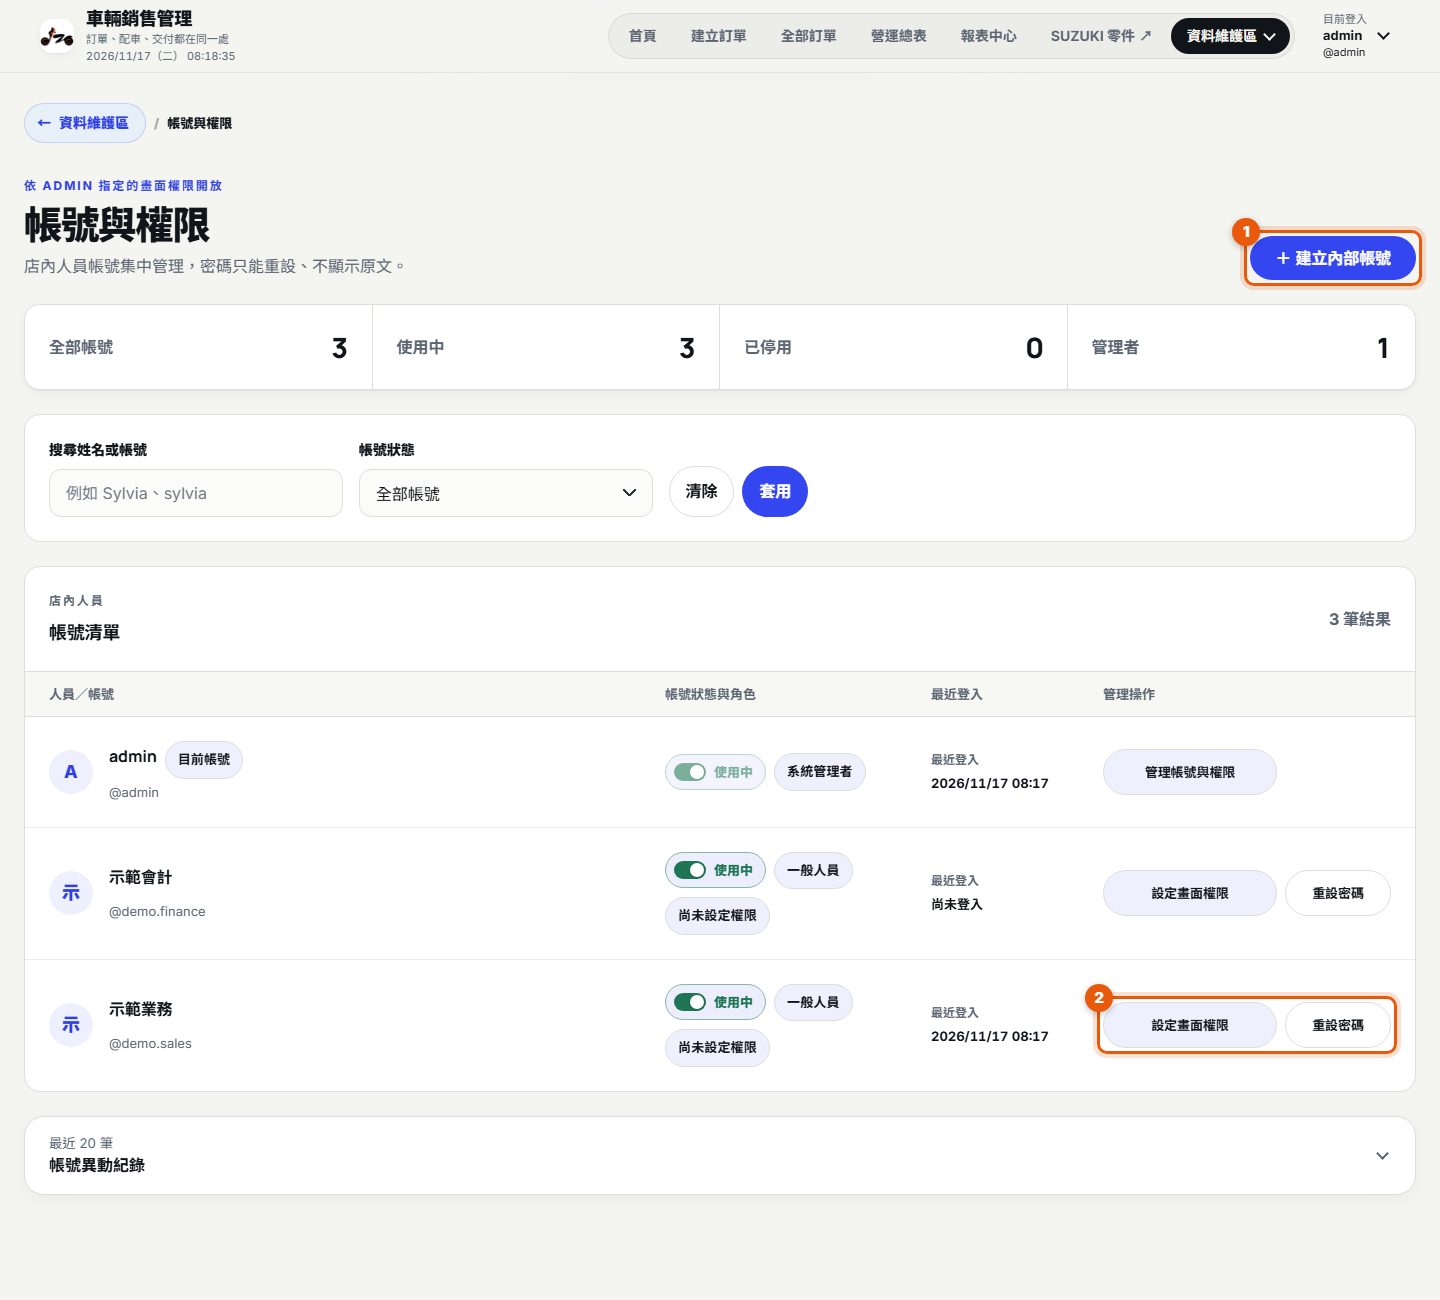 車輛銷售管理
訂單、配車、交付都在同一處
2026/11/17（二） 08:18:35
首頁
建立訂單
全部訂單
營運總表
報表中心
SUZUKI 零件 ↗
資料維護區
目前登入
admin
@admin
← 資料維護區
/ 帳號與權限
依 ADMIN 指定的畫面權限開放
帳號與權限
店內人員帳號集中管理，密碼只能重設、不顯示原文。
1
＋ 建立內部帳號
全部帳號 3
使用中 3
已停用 0
管理者 1
搜尋姓名或帳號
例如 Sylvia、sylvia
帳號狀態
全部帳號
清除
套用
店內人員
帳號清單
3 筆結果
人員／帳號
帳號狀態與角色
最近登入
管理操作
A
admin
目前帳號
@admin
使用中
系統管理者
最近登入
2026/11/17 08:17
管理帳號與權限
示
示範會計
@demo.finance
使用中
一般人員
尚未設定權限
最近登入
尚未登入
設定畫面權限
重設密碼
示
示範業務
@demo.sales
使用中
一般人員
尚未設定權限
最近登入
2026/11/17 08:17
2
設定畫面權限
重設密碼
最近 20 筆
帳號異動紀錄